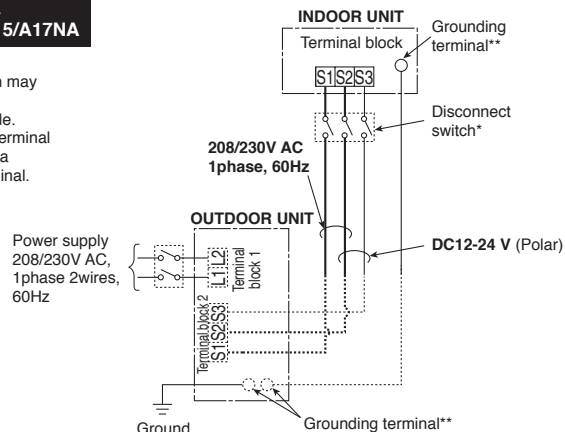 5/A17NA
may
le.
erminal
a
inal.
INDOOR UNIT
Terminal block
S1 S2 S3
Grounding
terminal**
Disconnect
switch*
208/230V AC
1phase, 60Hz
OUTDOOR UNIT
DC12-24 V (Polar)
Power supply
208/230V AC,
1phase 2wires,
60Hz
L1 L2
Terminal
block 1
Terminal block 2
S1 S2 S3
Ground
Grounding terminal**